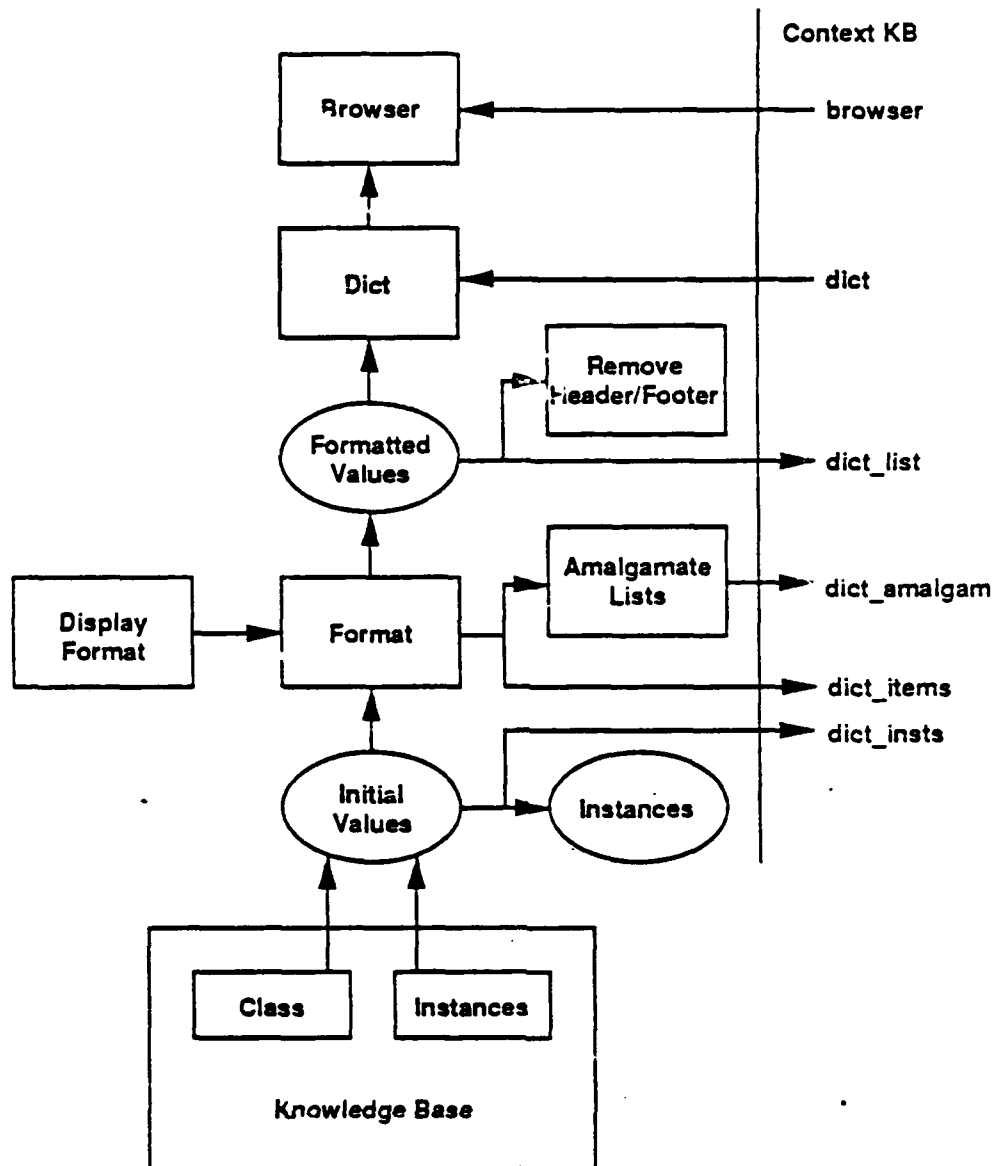 Context KB
Browser
browser
Dict
dict
Remove
Header/Footer
Formatted
Values
dict_list
Amalgamate
Lists
dict_amalgam
Display
Format
Format
dict_items
dict_insts
Initial
Values
Instances
Class
Instances
Knowledge Base